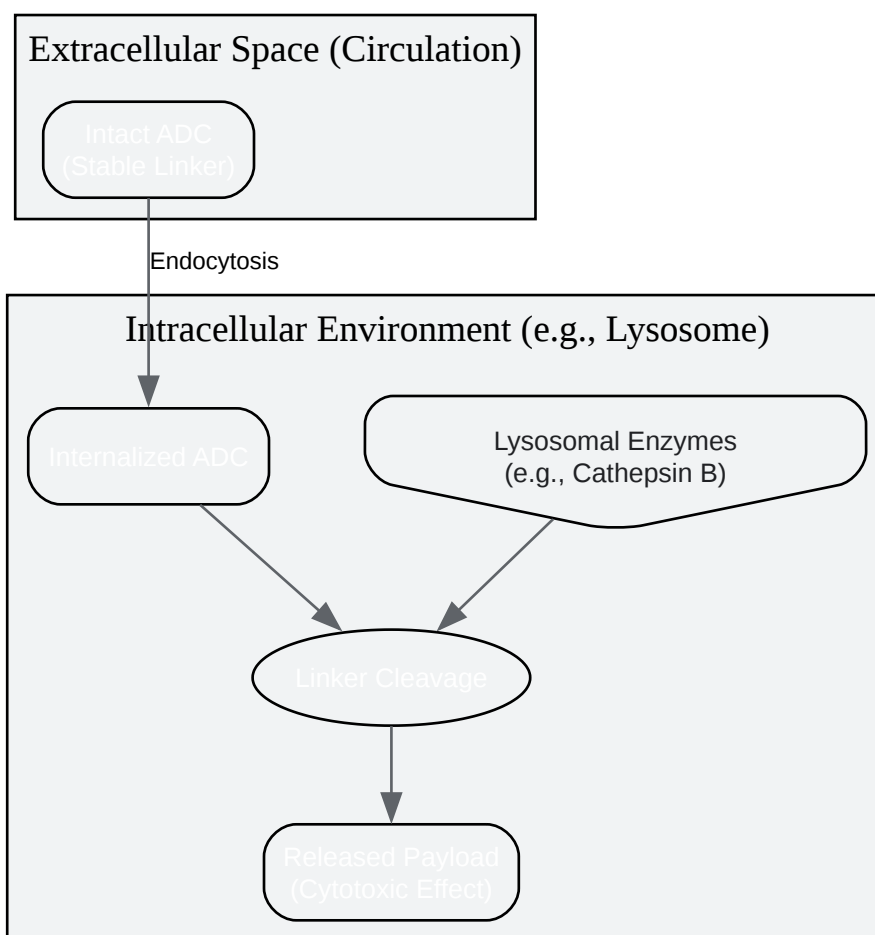 Extracellular Space (Circulation)
Intact ADC
(Stable Linker)
Endocytosis
Intracellular Environment (e.g., Lysosome)
Internalized ADC
Lysosomal Enzymes
(e.g., Cathepsin B)
Linker Cleavage
Released Payload
(Cytotoxic Effect)